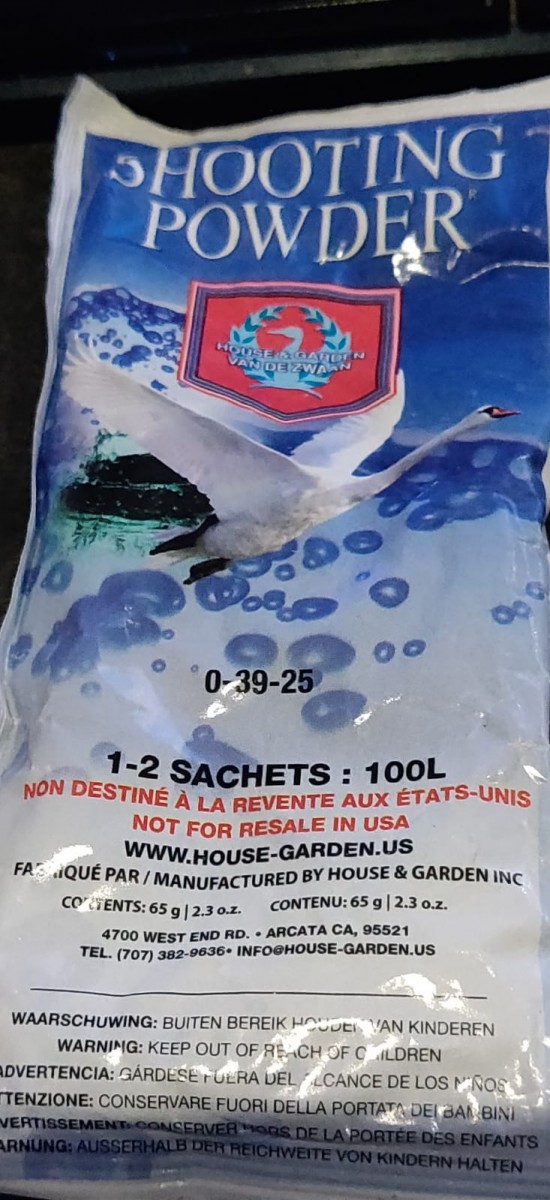 SHOOTING
POWDER®
HOUSE & GARDEN
VAN DE ZWAAN
0-39-25
1-2 SACHETS : 100L
NON DESTINÉ À LA REVENTE AUX ÉTATS-UNIS
NOT FOR RESALE IN USA
WWW.HOUSE-GARDEN.US
FABRIQUÉ PAR / MANUFACTURED BY HOUSE & GARDEN INC
CONTENTS: 65 g | 2.3 o.z. CONTENU: 65 g | 2.3 o.z.
4700 WEST END RD. • ARCATA CA, 95521
TEL. (707) 382-9636• INFO@HOUSE-GARDEN.US
WAARSCHUWING: BUITEN BEREIK HOUDEN VAN KINDEREN
WARNING: KEEP OUT OF REACH OF CHILDREN
ADVERTENCIA: GÁRDESE FUERA DEL ALCANCE DE LOS NIÑOS
TTENZIONE: CONSERVARE FUORI DELLA PORTATA DEI BAMBINI
VERTISSEMENT: CONSERVER HORS DE LA PORTÉE DES ENFANTS
ARNUNG: AUSSERHALB DER REICHWEITE VON KINDERN HALTEN